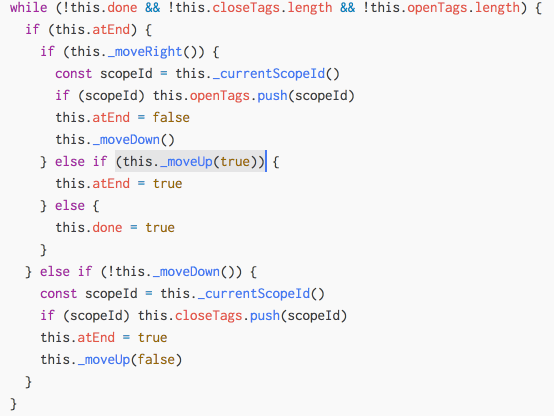 while (!this.done && !this.closeTags.length && !this.openTags.length) {
  if (this.atEnd) {
    if (this._moveRight()) {
      const scopeId = this._currentScopeId()
      if (scopeId) this.openTags.push(scopeId)
      this.atEnd = false
      this._moveDown()
    } else if (this._moveUp(true)) {
      this.atEnd = true
    } else {
      this.done = true
    }
  } else if (!this._moveDown()) {
    const scopeId = this._currentScopeId()
    if (scopeId) this.closeTags.push(scopeId)
    this.atEnd = true
    this._moveUp(false)
  }
}